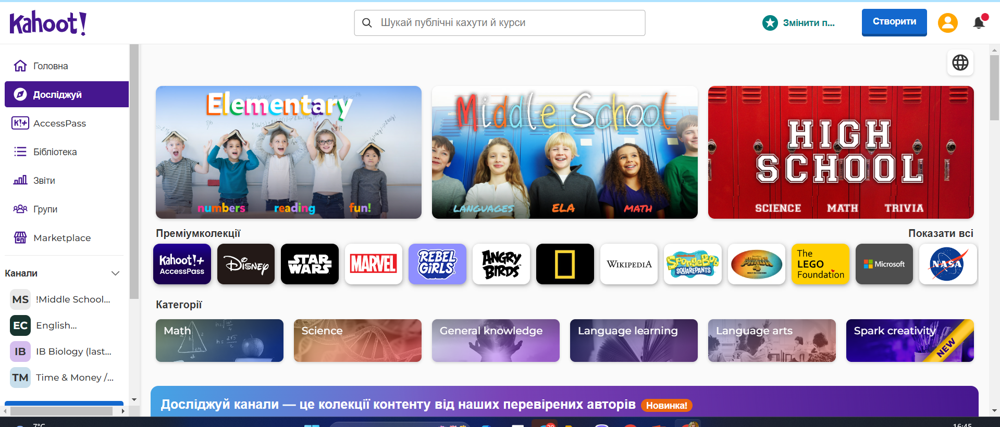 Kahoot!
Шукай публічні кахути й курси
Змінити п...
Створити
Головна
Досліджуй
K!+ AccessPass
Бібліотека
Звіти
Групи
Marketplace
Канали
MS !Middle School...
EC English...
IB IB Biology (last...
TM Time & Money /...
Elementary
numbers reading fun!
Middle School
LANGUAGES ELA MATH
HIGH
SCHOOL
SCIENCE MATH TRIVIA
Преміумколекції
Показати всі
Kahoot!+
AccessPass
Disney
STAR
WARS
MARVEL
REBEL
GIRLS
ANGRY
BIRDS
WIKIPEDIA
SpongeBob
SQUAREPANTS
The
LEGO
Foundation
Microsoft
NASA
Категорії
Math
Science
General knowledge
Language learning
Language arts
Spark creativity
NEW
Досліджуй канали — це колекції контенту від наших перевірених авторів Новинка!
7°C
16:45